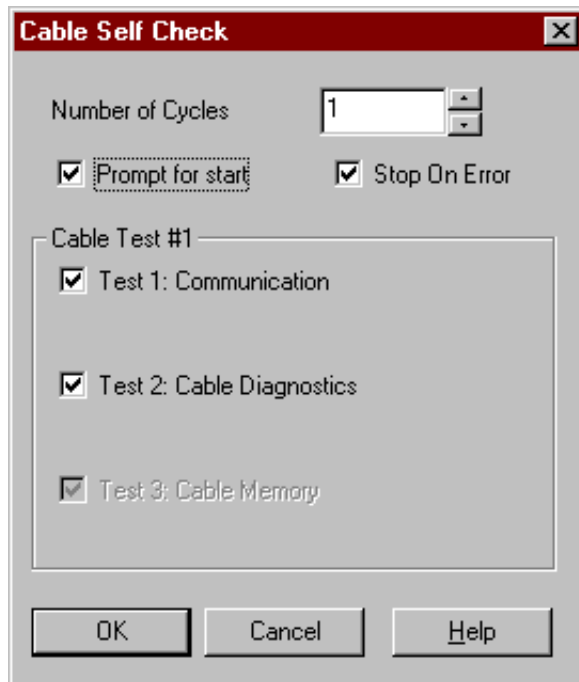 Cable Self Check
Number of Cycles 1
Prompt for start Stop On Error
Cable Test #1
Test 1: Communication
Test 2: Cable Diagnostics
Test 3: Cable Memory
OK Cancel Help